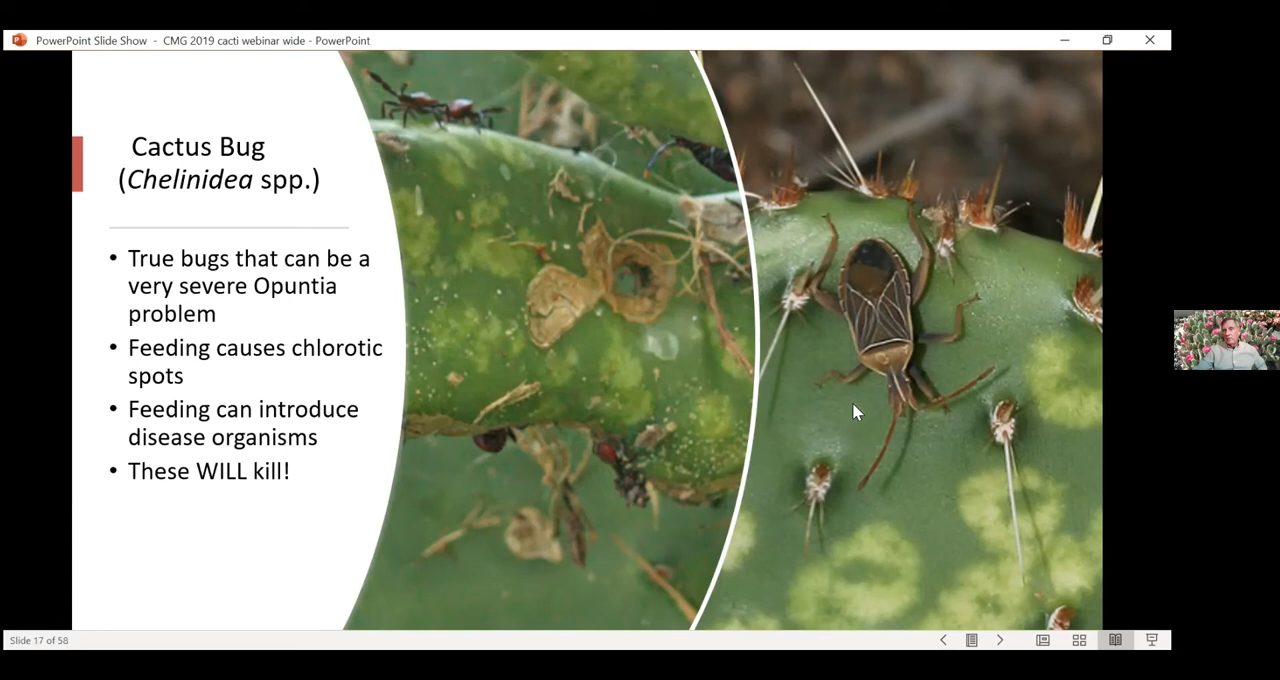 PowerPoint Slide Show - CMG 2019 cacti webinar wide - PowerPoint
Cactus Bug
(Chelinidea spp.)
• True bugs that can be a
very severe Opuntia
problem
• Feeding causes chlorotic
spots
• Feeding can introduce
disease organisms
• These WILL kill!
Slide 17 of 58